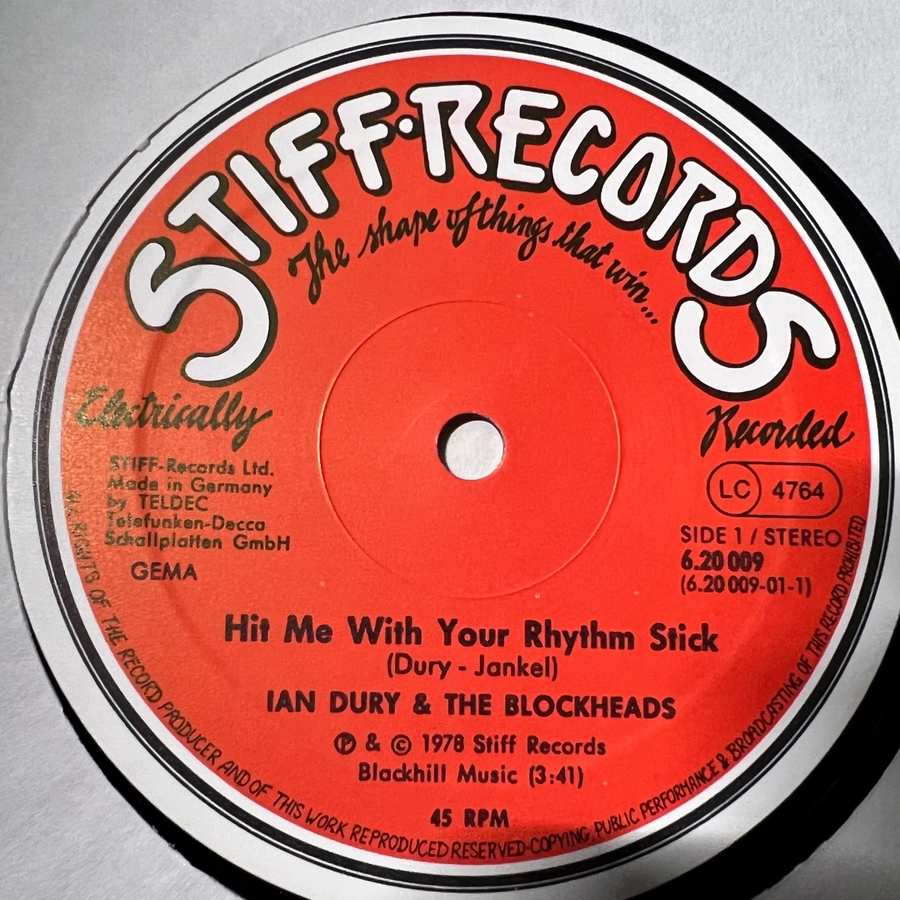 STIFF-RECORDS
The shape of things that win...
Electrically
Recorded
STIFF-Records Ltd.
Made in Germany
by TELDEC
Telefunken-Decca
Schallplatten GmbH
GEMA
LC 4764
SIDE 1 / STEREO
6.20 009
(6.20 009-01-1)
Hit Me With Your Rhythm Stick
(Dury - Jankel)
IAN DURY & THE BLOCKHEADS
Ⓟ & © 1978 Stiff Records
Blackhill Music (3:41)
45 RPM
ALL RIGHTS OF THE RECORD PRODUCER AND OF THIS WORK REPRODUCED RESERVED-COPYING, PUBLIC PERFORMANCE & BROADCASTING OF THIS RECORD PROHIBITED